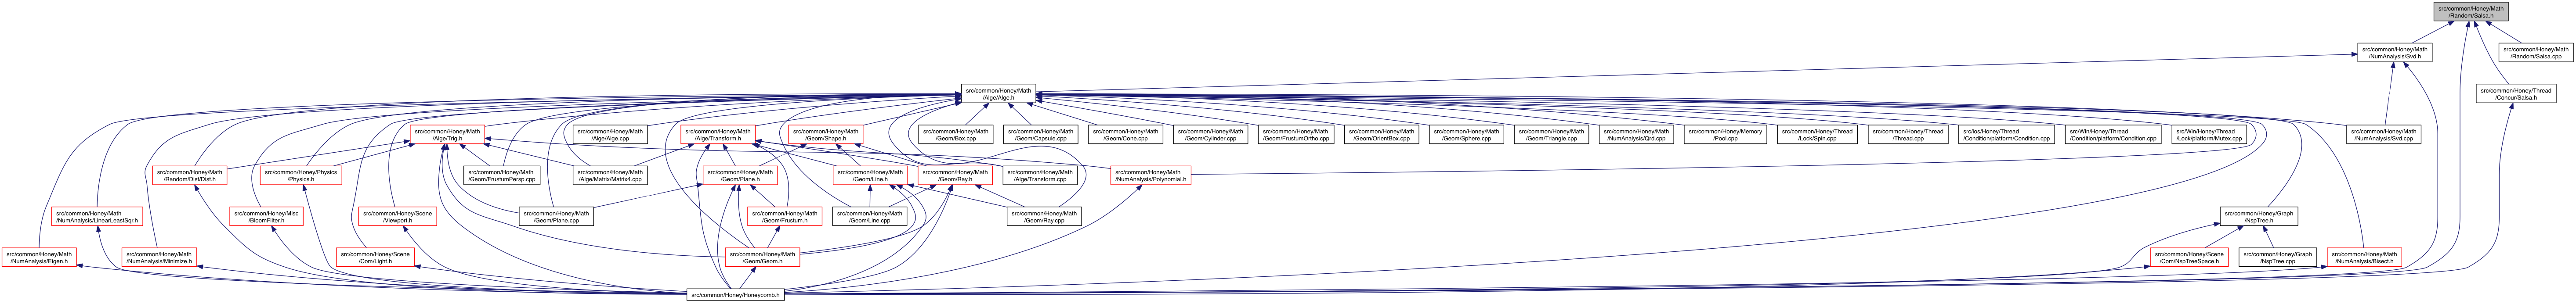 src/common/Honey/Math
/Random/Salsa.h
src/common/Honey/Math
/NumAnalysis/Svd.h
src/common/Honey/Math
/Random/Salsa.cpp
src/common/Honey/Math
/Alge/Alge.h
src/common/Honey/Thread
/Concur/Salsa.h
src/common/Honey/Math
/Alge/Trig.h
src/common/Honey/Math
/Alge/Alge.cpp
src/common/Honey/Math
/Alge/Transform.h
src/common/Honey/Math
/Geom/Shape.h
src/common/Honey/Math
/Geom/Box.cpp
src/common/Honey/Math
/Geom/Capsule.cpp
src/common/Honey/Math
/Geom/Cone.cpp
src/common/Honey/Math
/Geom/Cylinder.cpp
src/common/Honey/Math
/Geom/FrustumOrtho.cpp
src/common/Honey/Math
/Geom/OrientBox.cpp
src/common/Honey/Math
/Geom/Sphere.cpp
src/common/Honey/Math
/Geom/Triangle.cpp
src/common/Honey/Math
/NumAnalysis/Qrd.cpp
src/common/Honey/Memory
/Pool.cpp
src/common/Honey/Thread
/Lock/Spin.cpp
src/common/Honey/Thread
/Thread.cpp
src/ios/Honey/Thread
/Condition/platform/Condition.cpp
src/Win/Honey/Thread
/Condition/platform/Condition.cpp
src/Win/Honey/Thread
/Lock/platform/Mutex.cpp
src/common/Honey/Math
/NumAnalysis/Svd.cpp
src/common/Honey/Math
/Random/Dist/Dist.h
src/common/Honey/Physics
/Physics.h
src/common/Honey/Math
/Geom/FrustumPersp.cpp
src/common/Honey/Math
/Alge/Matrix/Matrix4.cpp
src/common/Honey/Math
/Geom/Plane.h
src/common/Honey/Math
/Geom/Line.h
src/common/Honey/Math
/Geom/Ray.h
src/common/Honey/Math
/Alge/Transform.cpp
src/common/Honey/Math
/NumAnalysis/Polynomial.h
src/common/Honey/Math
/NumAnalysis/LinearLeastSqr.h
src/common/Honey/Misc
/BloomFilter.h
src/common/Honey/Scene
/Viewport.h
src/common/Honey/Math
/Geom/Plane.cpp
src/common/Honey/Math
/Geom/Frustum.h
src/common/Honey/Math
/Geom/Line.cpp
src/common/Honey/Math
/Geom/Ray.cpp
src/common/Honey/Graph
/NspTree.h
src/common/Honey/Math
/NumAnalysis/Eigen.h
src/common/Honey/Math
/NumAnalysis/Minimize.h
src/common/Honey/Scene
/Com/Light.h
src/common/Honey/Math
/Geom/Geom.h
src/common/Honey/Scene
/Com/NspTreeSpace.h
src/common/Honey/Graph
/NspTree.cpp
src/common/Honey/Math
/NumAnalysis/Bisect.h
src/common/Honey/Honeycomb.h